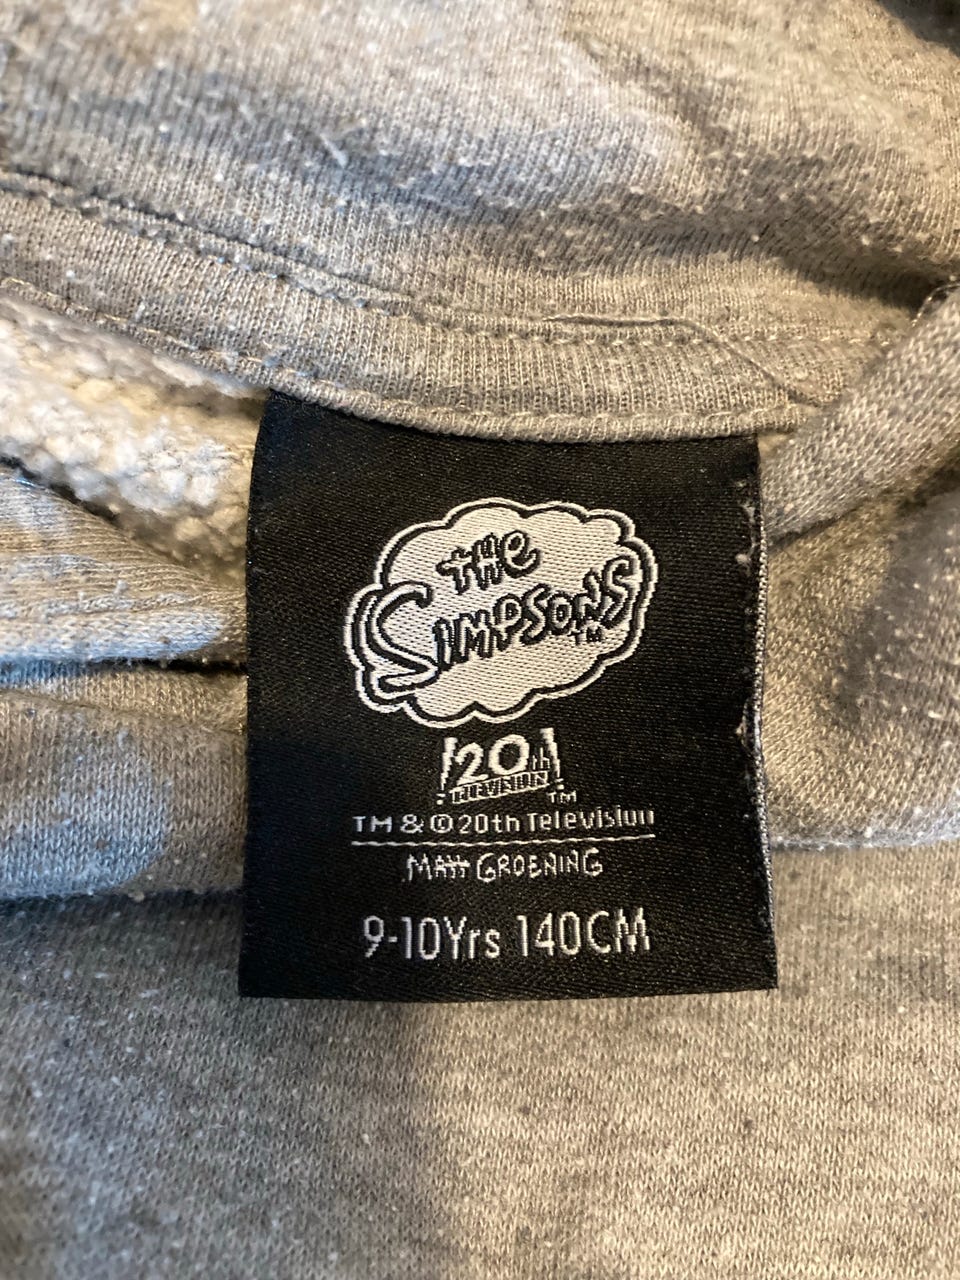 the
SIMPSONS
TM
20th
TELEVISION
TM
TM & © 20th Television
MATT GROENING
9-10Yrs 140CM